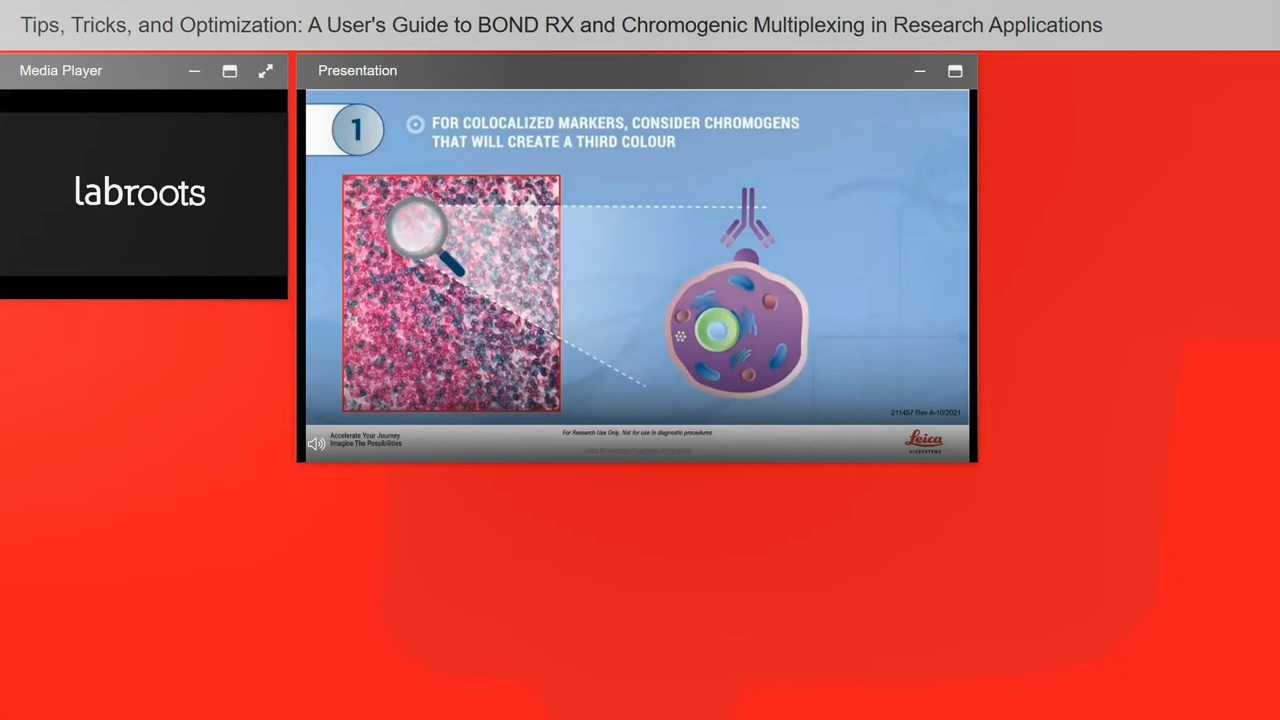 Tips, Tricks, and Optimization: A User's Guide to BOND RX and Chromogenic Multiplexing in Research Applications
Media Player
Presentation
labroots
1
FOR COLOCALIZED MARKERS, CONSIDER CHROMOGENS
THAT WILL CREATE A THIRD COLOUR
211457 Rev A-10/2021
Accelerate Your Journey
Imagine The Possibilities
For Research Use Only. Not for use in diagnostic procedures
Leica
BIOSYSTEMS